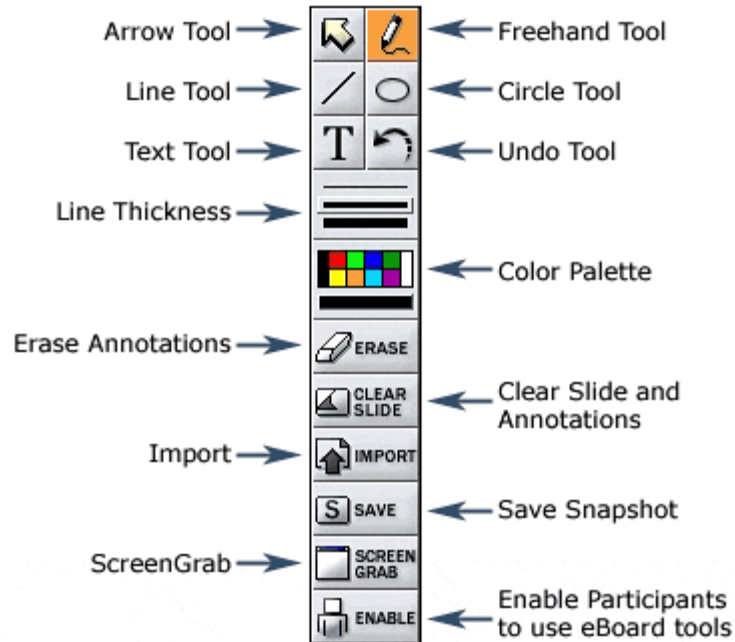 Arrow Tool
Freehand Tool
Line Tool
Circle Tool
T
Text Tool
Undo Tool
Line Thickness
Color Palette
Erase Annotations
ERASE
CLEAR
SLIDE
Clear Slide and
Annotations
Import
IMPORT
S SAVE
Save Snapshot
ScreenGrab
SCREEN
GRAB
ENABLE
Enable Participants
to use eBoard tools